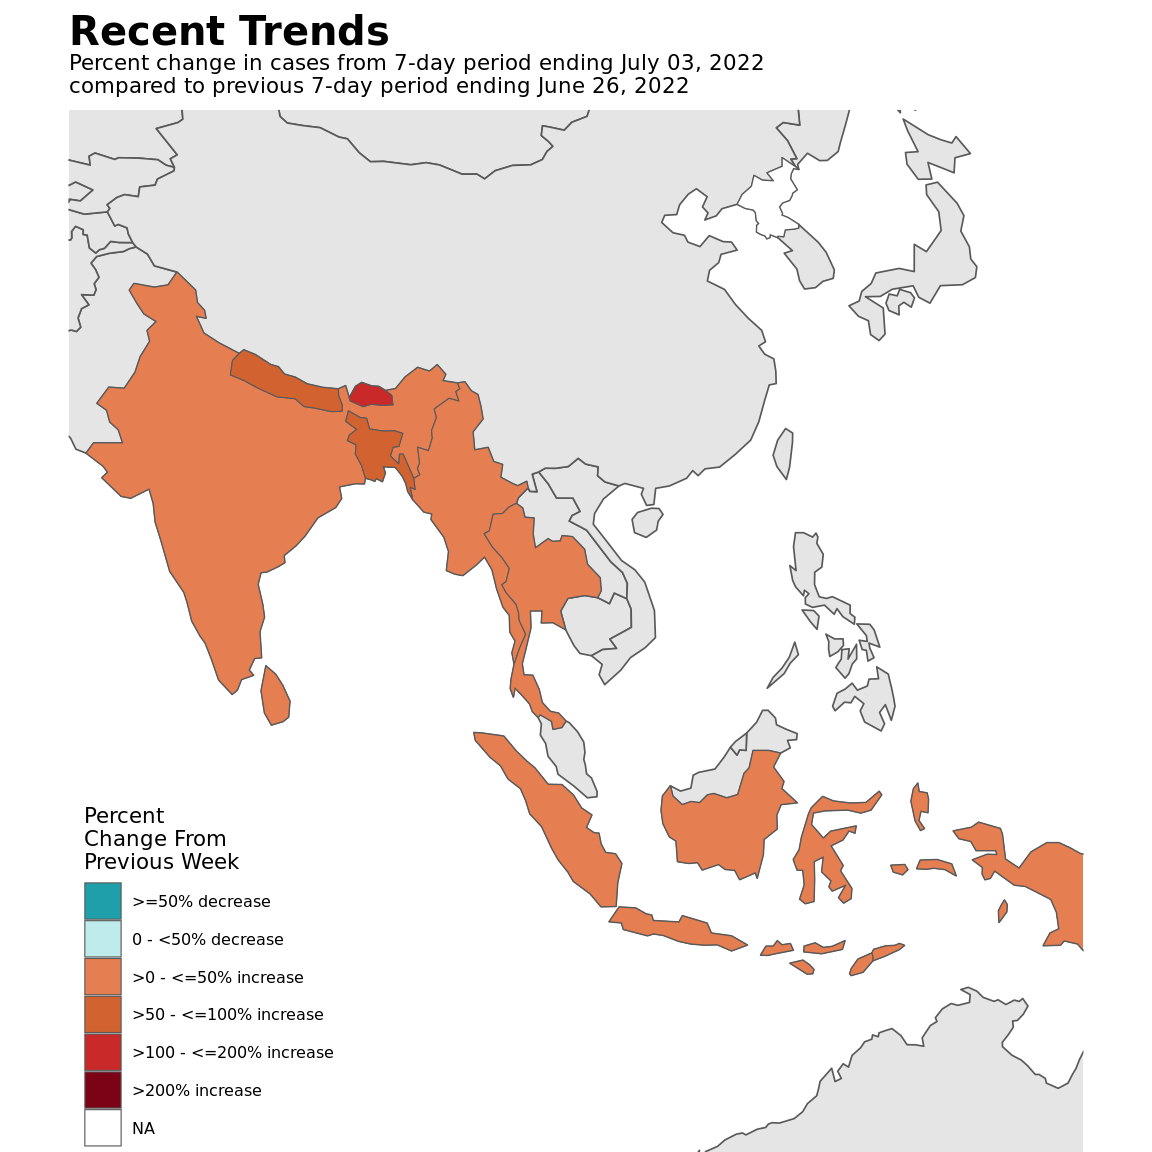 Recent Trends
Percent change in cases from 7-day period ending July 03, 2022
compared to previous 7-day period ending June 26, 2022
Percent
Change From
Previous Week
>=50% decrease
0 - <50% decrease
>0 - <=50% increase
>50 - <=100% increase
>100 - <=200% increase
>200% increase
NA